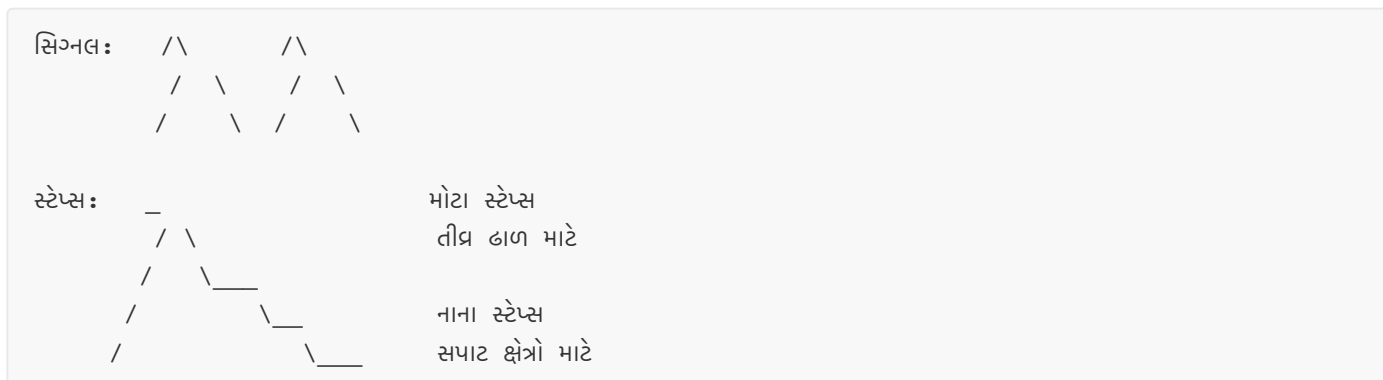 સિગ્નલ:
સ્ટેપ્સ:
મોટા સ્ટેપ્સ
તીવ્ર ઢાળ માટે
નાના સ્ટેપ્સ
સપાટ ક્ષેત્રો માટે